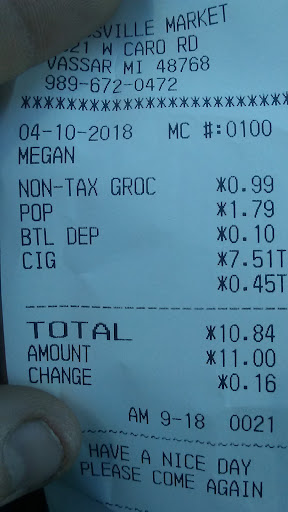 SVILLE MARKET
21 W CARO RD
VASSAR MI 48768
989-672-0472
****************************
04-10-2018 MC #:0100
MEGAN
NON-TAX GROC *0.99
POP *1.79
BTL DEP *0.10
CIG *7.51T
*0.45T
TOTAL *10.84
AMOUNT *11.00
CHANGE *0.16
AM 9-18 0021
HAVE A NICE DAY
PLEASE COME AGAIN